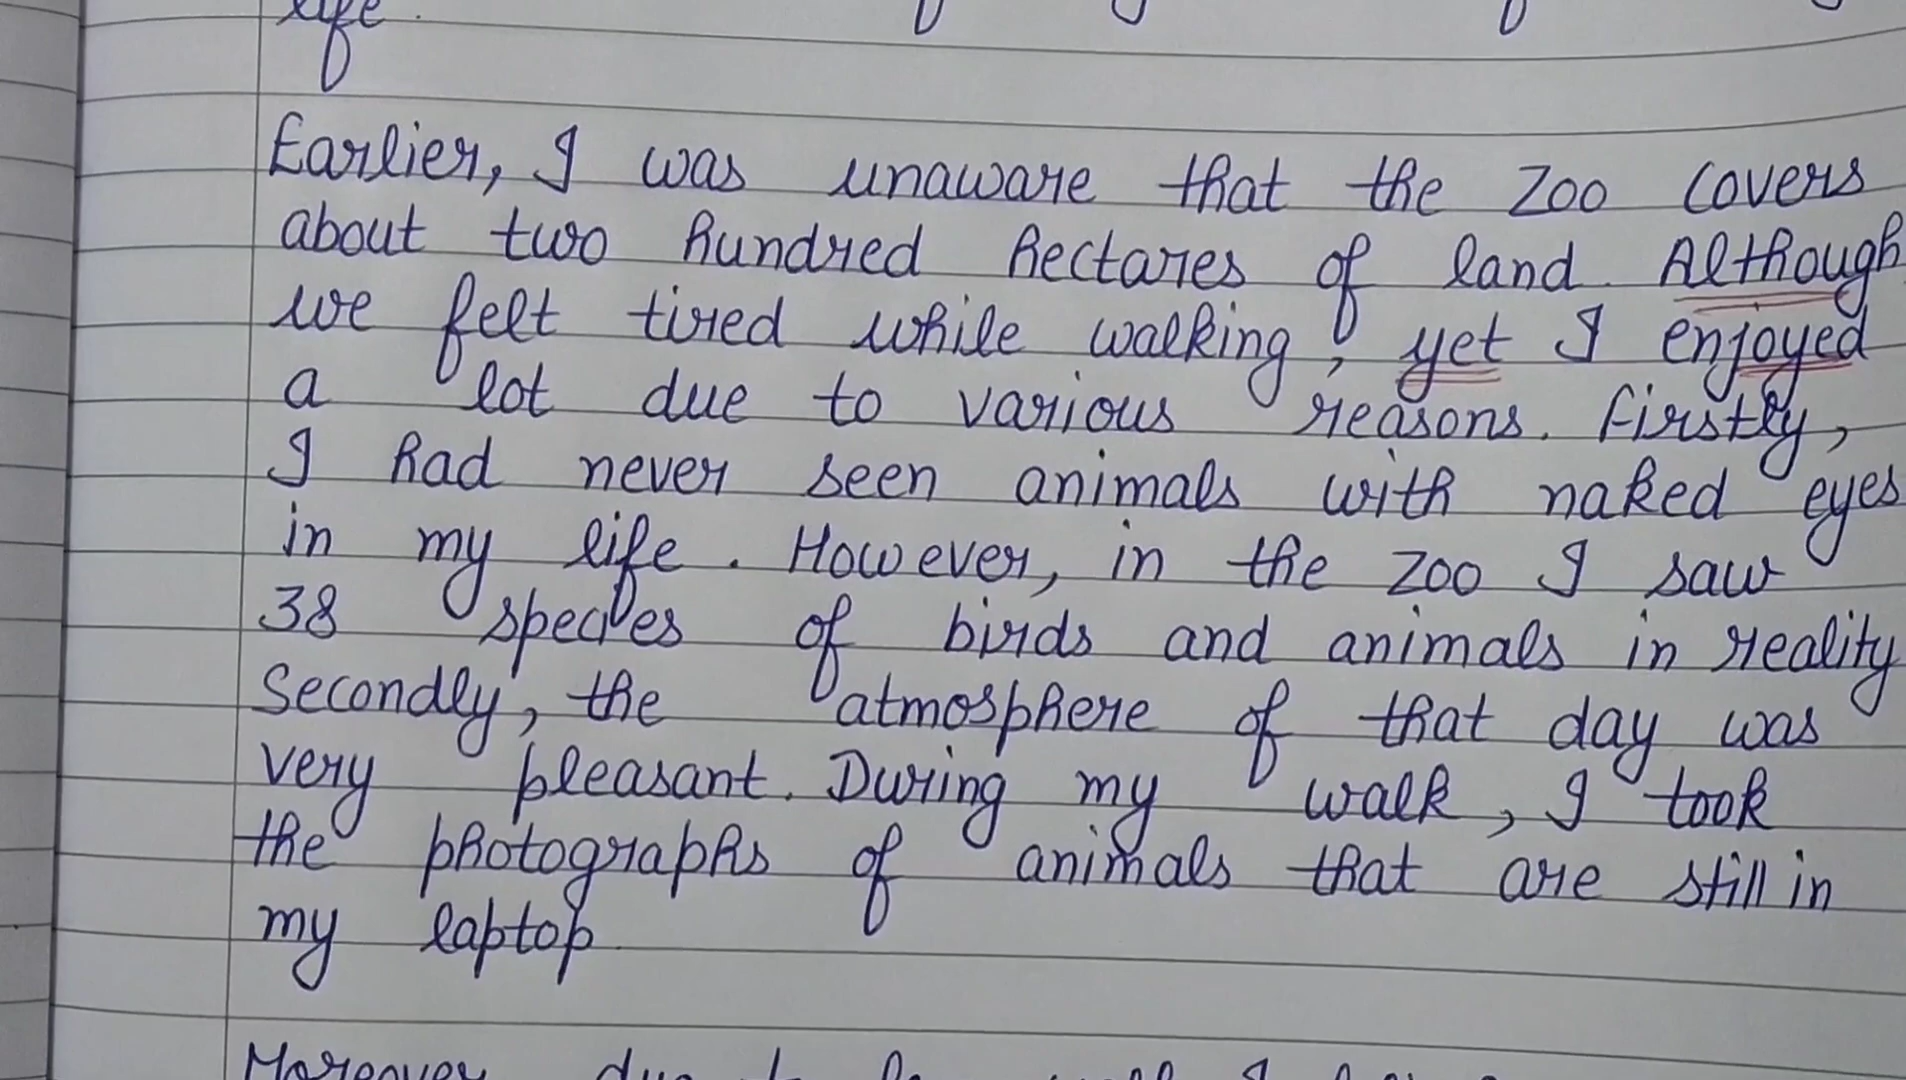 life.
Earlier, I was unaware that the zoo covers
about two hundred hectares of land. Although
we felt tired while walking, yet I enjoyed
a lot due to various reasons. Firstly,
I had never seen animals with naked eyes
in my life. However, in the zoo I saw
38 species of birds and animals in reality
Secondly, the atmosphere of that day was
very pleasant. During my walk, I took
the photographs of animals that are still in
my laptop
Moreover